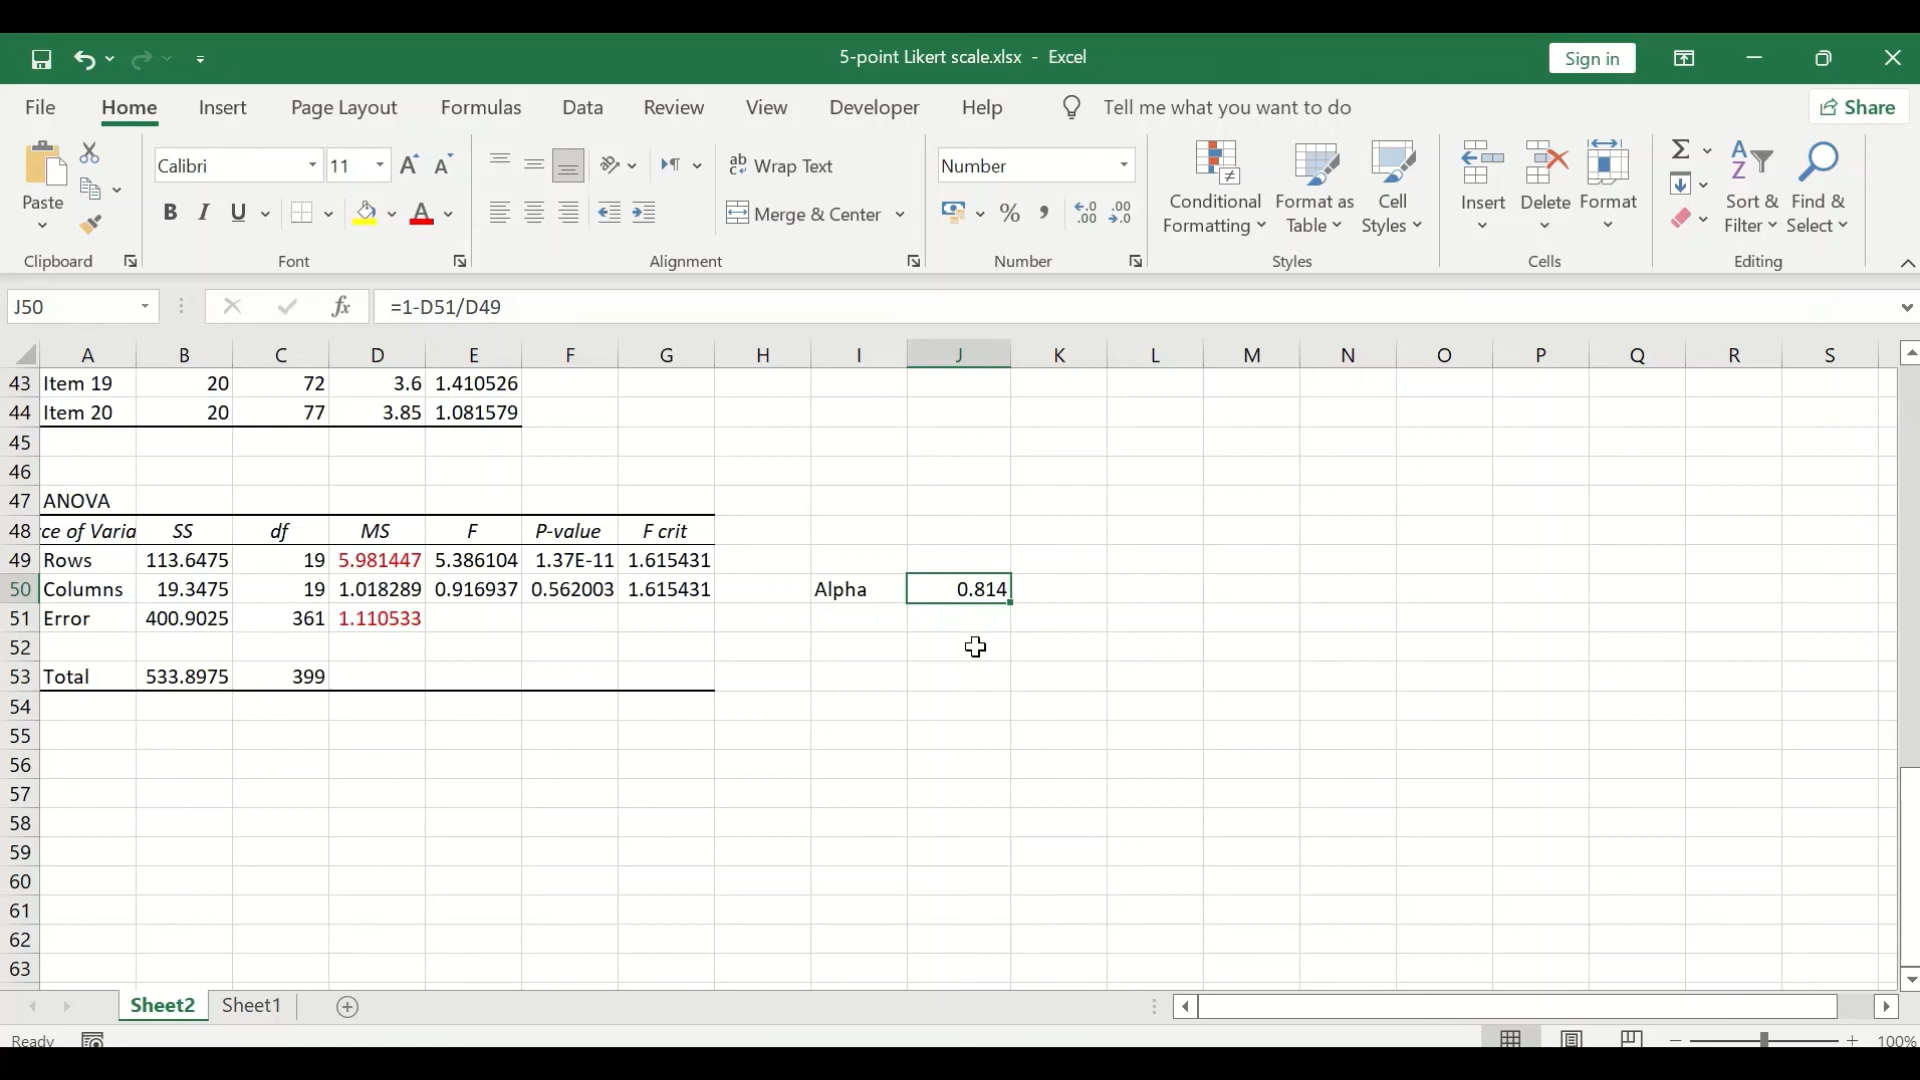 5-point Likert scale.xlsx - Excel
Sign in
File Home Insert Page Layout Formulas Data Review View Developer Help Tell me what you want to do Share
Paste
Calibri 11
Wrap Text
Merge & Center
Number
Conditional Formatting
Format as Table
Cell Styles
Insert
Delete
Format
Sort & Filter
Find & Select
Clipboard Font Alignment Number Styles Cells Editing
J50 fx =1-D51/D49
A B C D E F G H I J K L M N O P Q R S
43 Item 19 20 72 3.6 1.410526
44 Item 20 20 77 3.85 1.081579
45
46
47 ANOVA
48 ce of Varia SS df MS F P-value F crit
49 Rows 113.6475 19 5.981447 5.386104 1.37E-11 1.615431
50 Columns 19.3475 19 1.018289 0.916937 0.562003 1.615431 Alpha 0.814
51 Error 400.9025 361 1.110533
52
53 Total 533.8975 399
54
55
56
57
58
59
60
61
62
63
Sheet2 Sheet1
Ready 100%